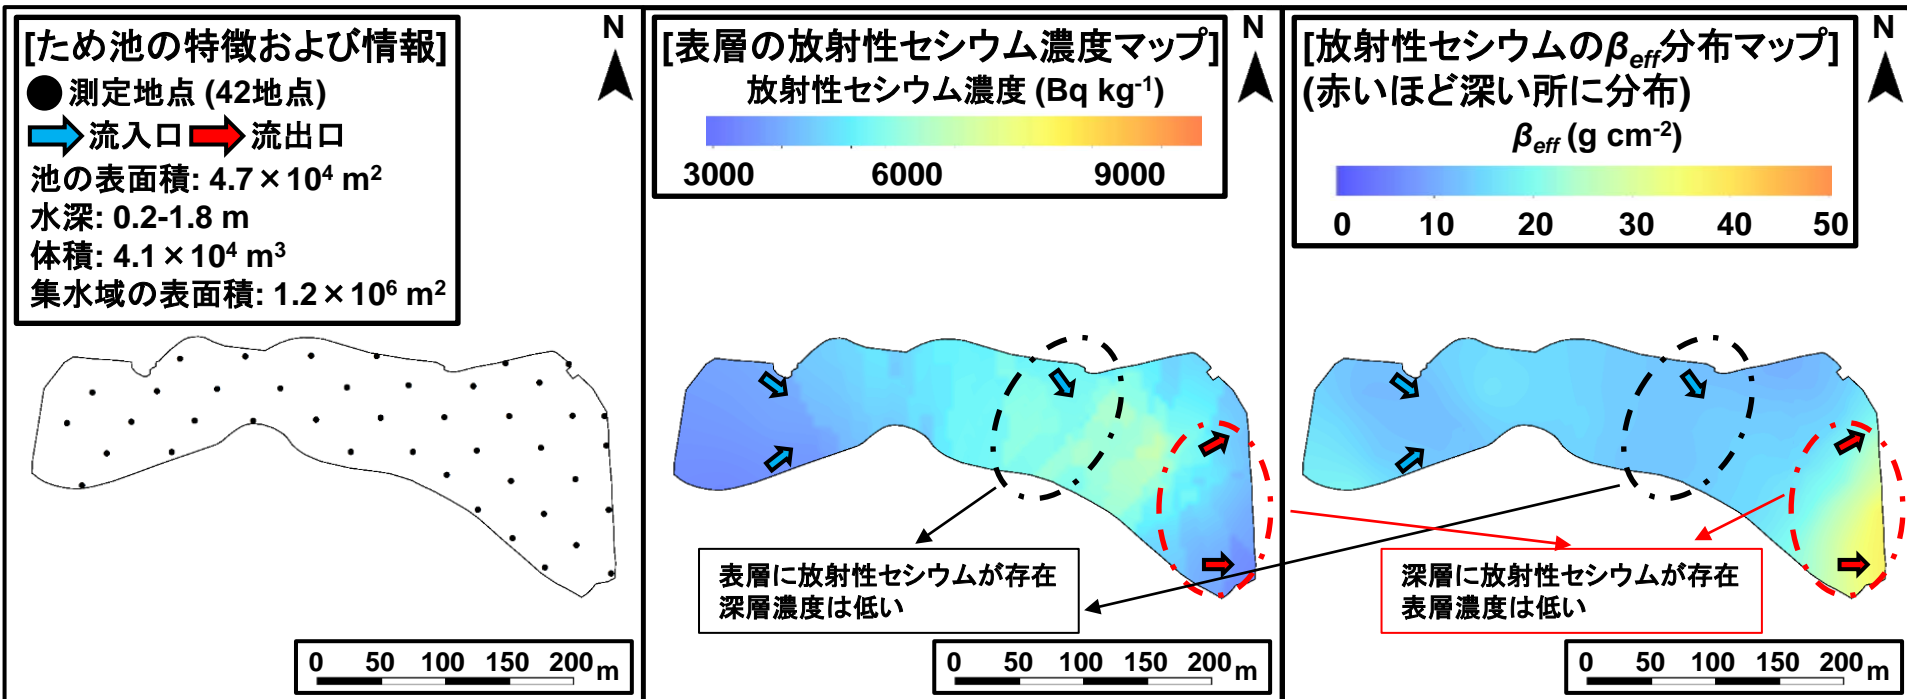 [ため池の特徴および情報]
● 測定地点 (42地点)
流入口 流出口
池の表面積: 4.7×10⁴ m²
水深: 0.2-1.8 m
体積: 4.1×10⁴ m³
集水域の表面積: 1.2×10⁶ m²
N
0 50 100 150 200 m
[表層の放射性セシウム濃度マップ]
放射性セシウム濃度 (Bq kg⁻¹)
3000 6000 9000
N
表層に放射性セシウムが存在
深層濃度は低い
0 50 100 150 200 m
[放射性セシウムのβeff分布マップ]
(赤いほど深い所に分布)
βeff (g cm⁻²)
0 10 20 30 40 50
N
深層に放射性セシウムが存在
表層濃度は低い
0 50 100 150 200 m